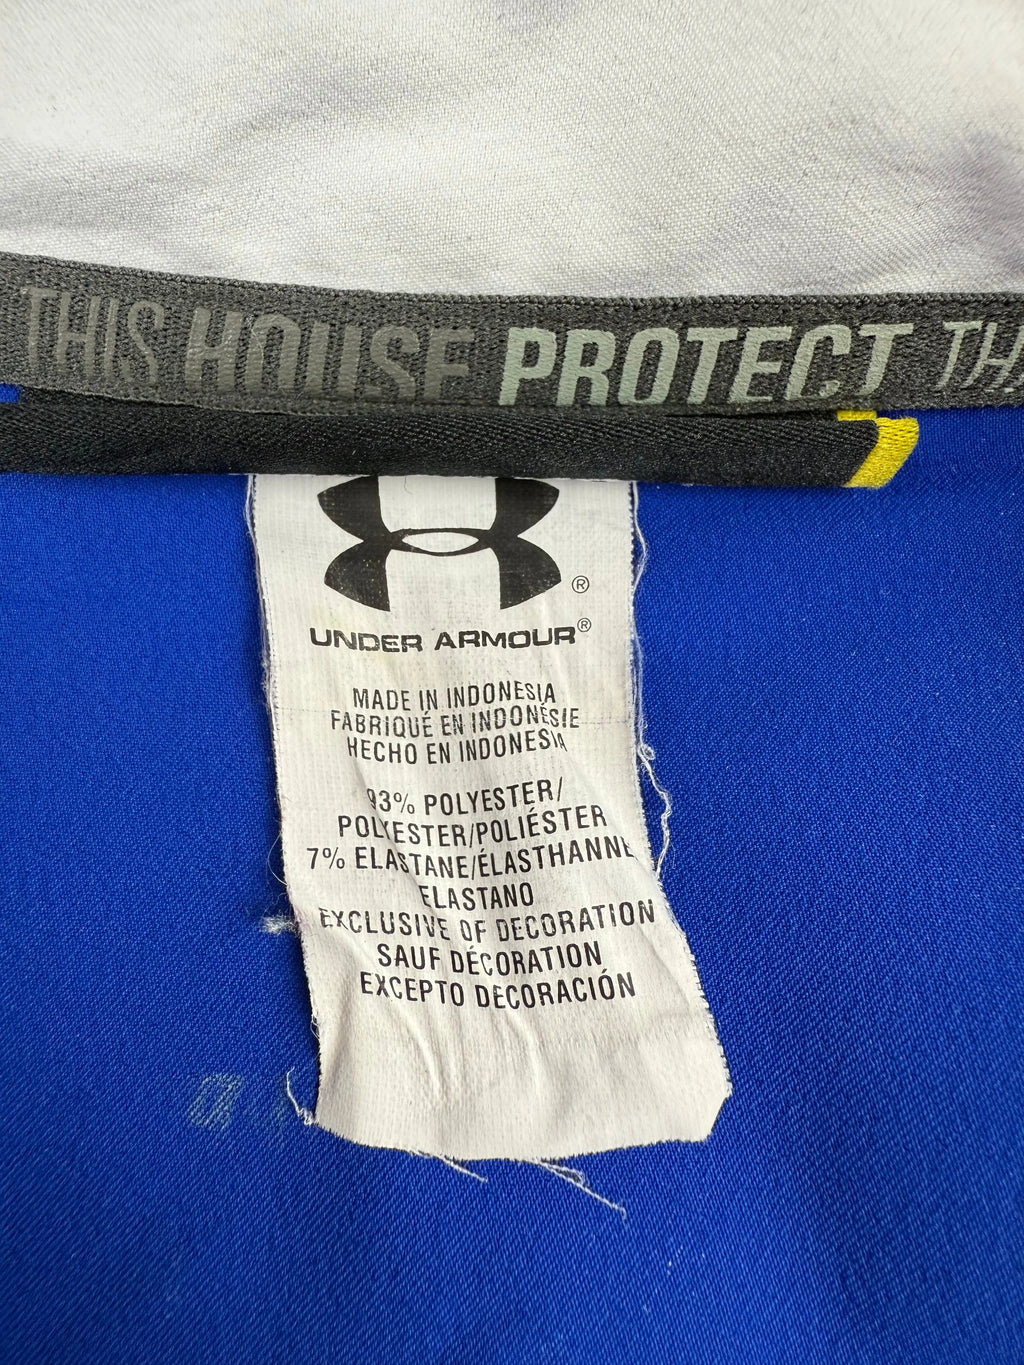 THIS HOUSE PROTECT
UNDER ARMOUR®
MADE IN INDONESIA
FABRIQUÉ EN INDONÉSIE
HECHO EN INDONESIA
93% POLYESTER/
POLYESTER/POLIÉSTER
7% ELASTANE/ÉLASTHANNE
ELASTANO
EXCLUSIVE OF DECORATION
SAUF DÉCORATION
EXCEPTO DECORACIÓN